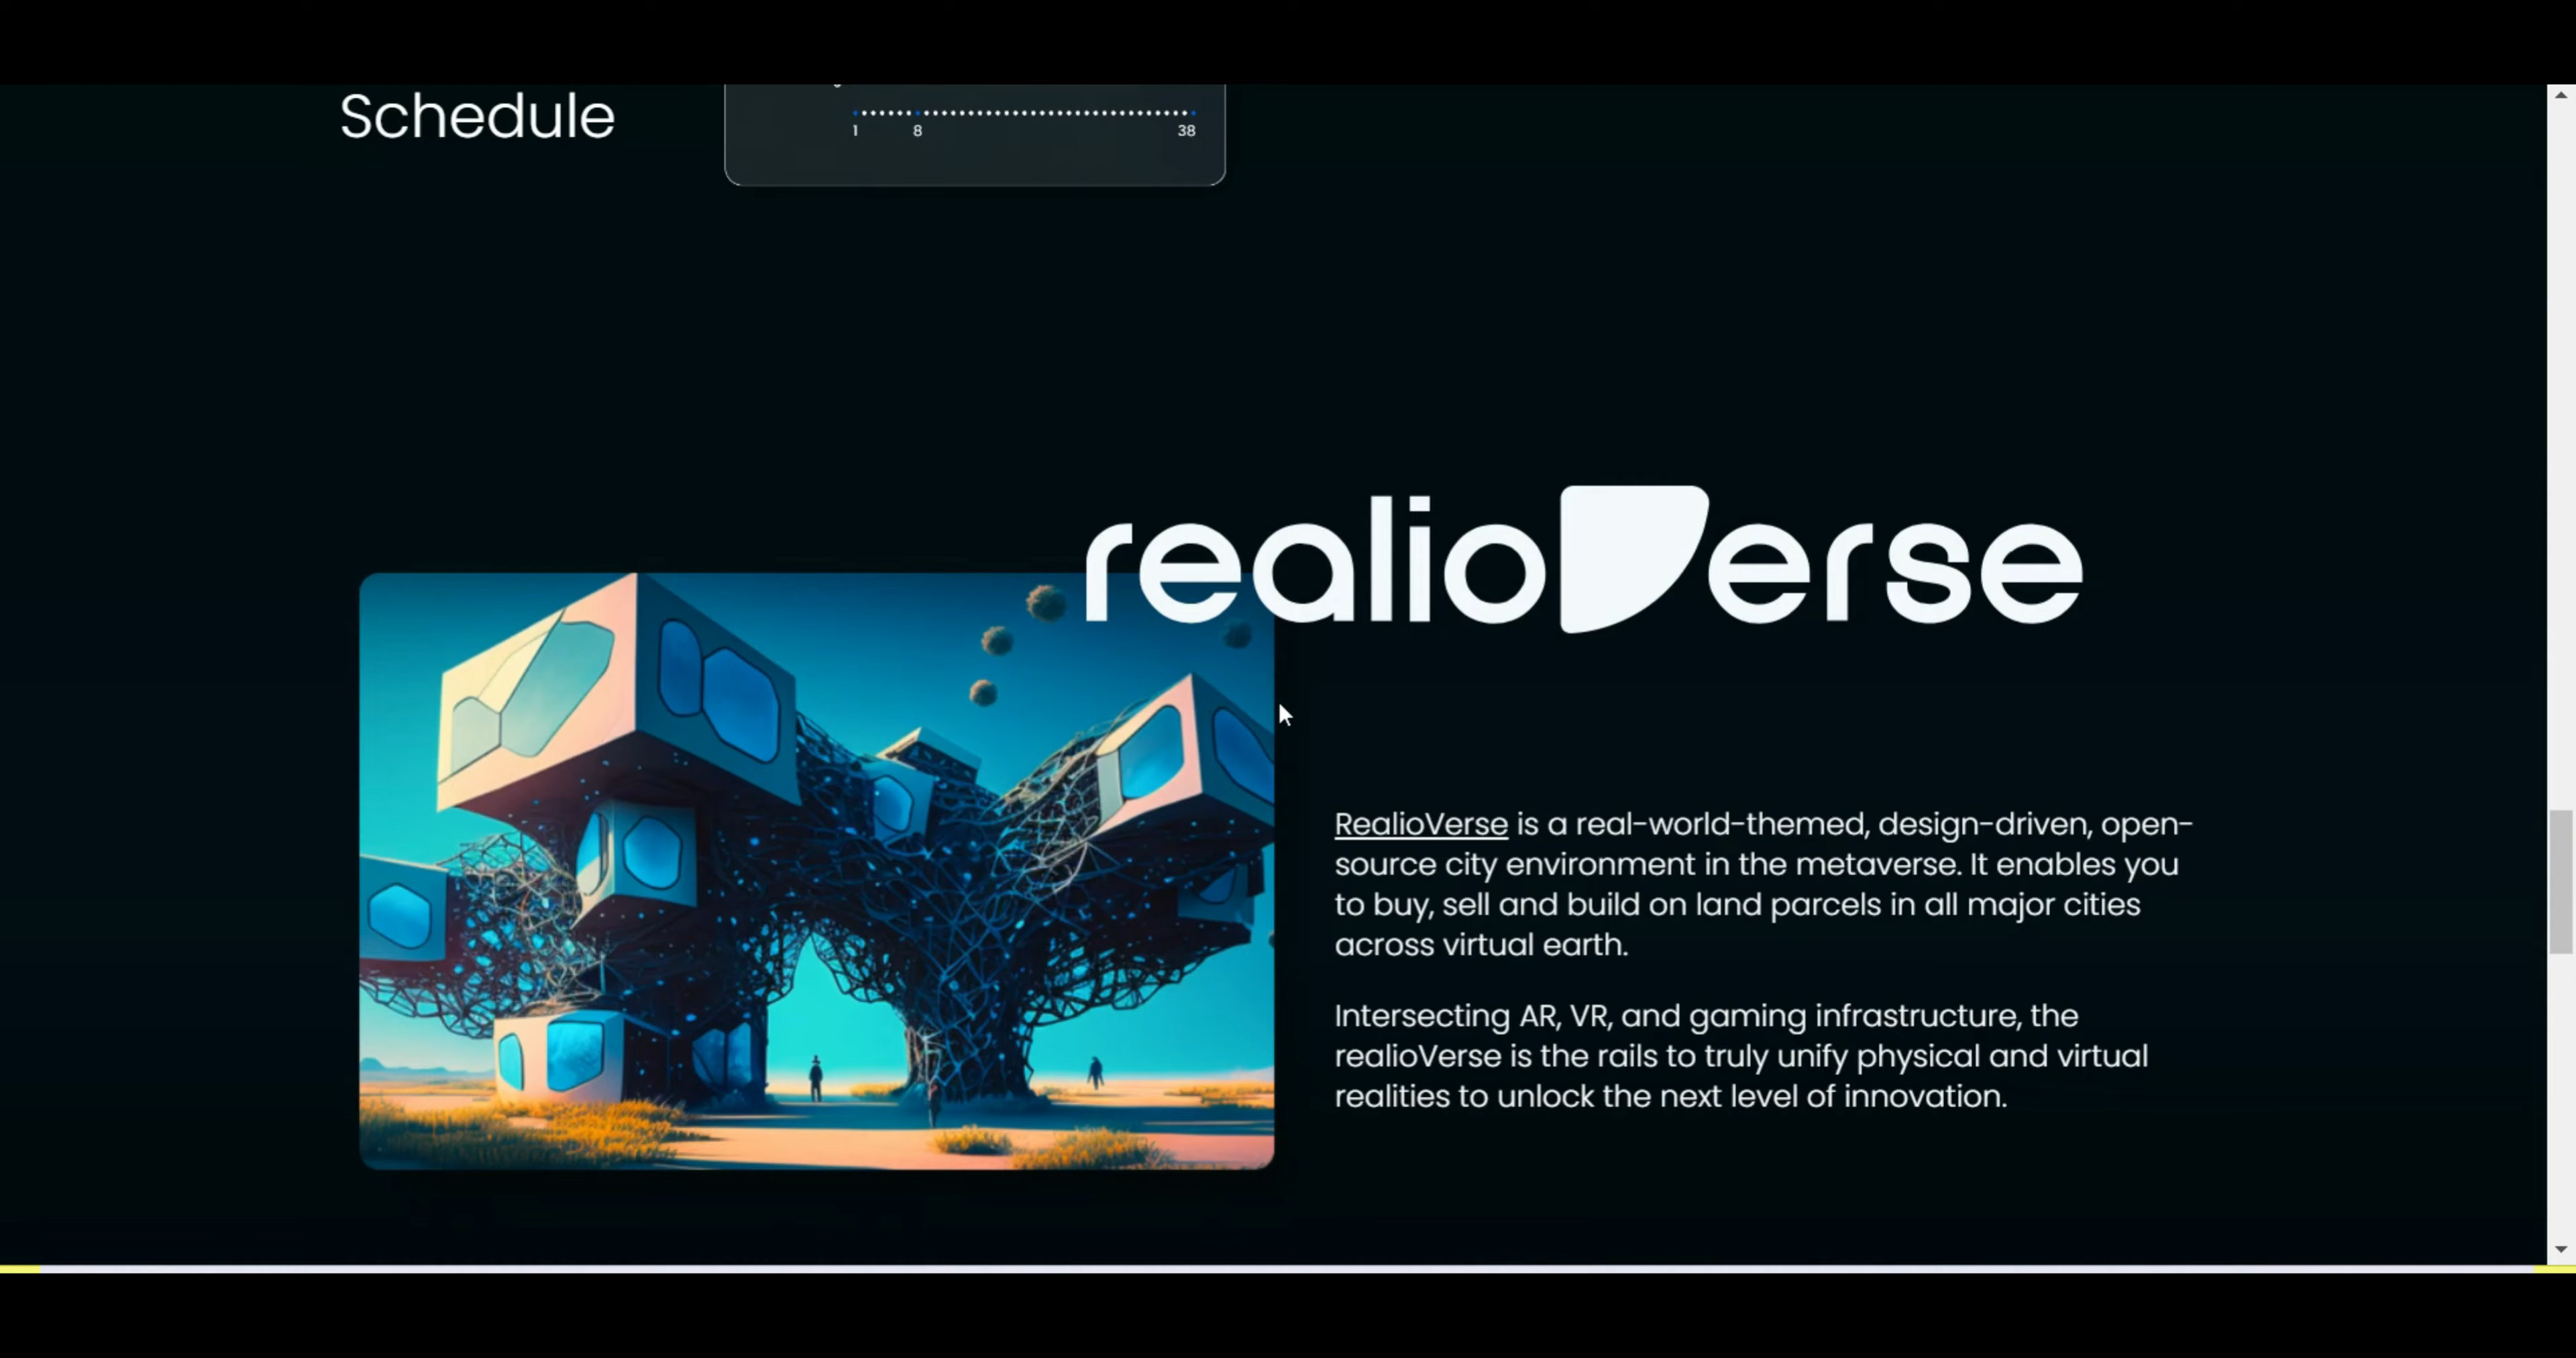 Schedule
1 8 38
realioVerse
RealioVerse is a real-world-themed, design-driven, open-
source city environment in the metaverse. It enables you
to buy, sell and build on land parcels in all major cities
across virtual earth.
Intersecting AR, VR, and gaming infrastructure, the
realioVerse is the rails to truly unify physical and virtual
realities to unlock the next level of innovation.